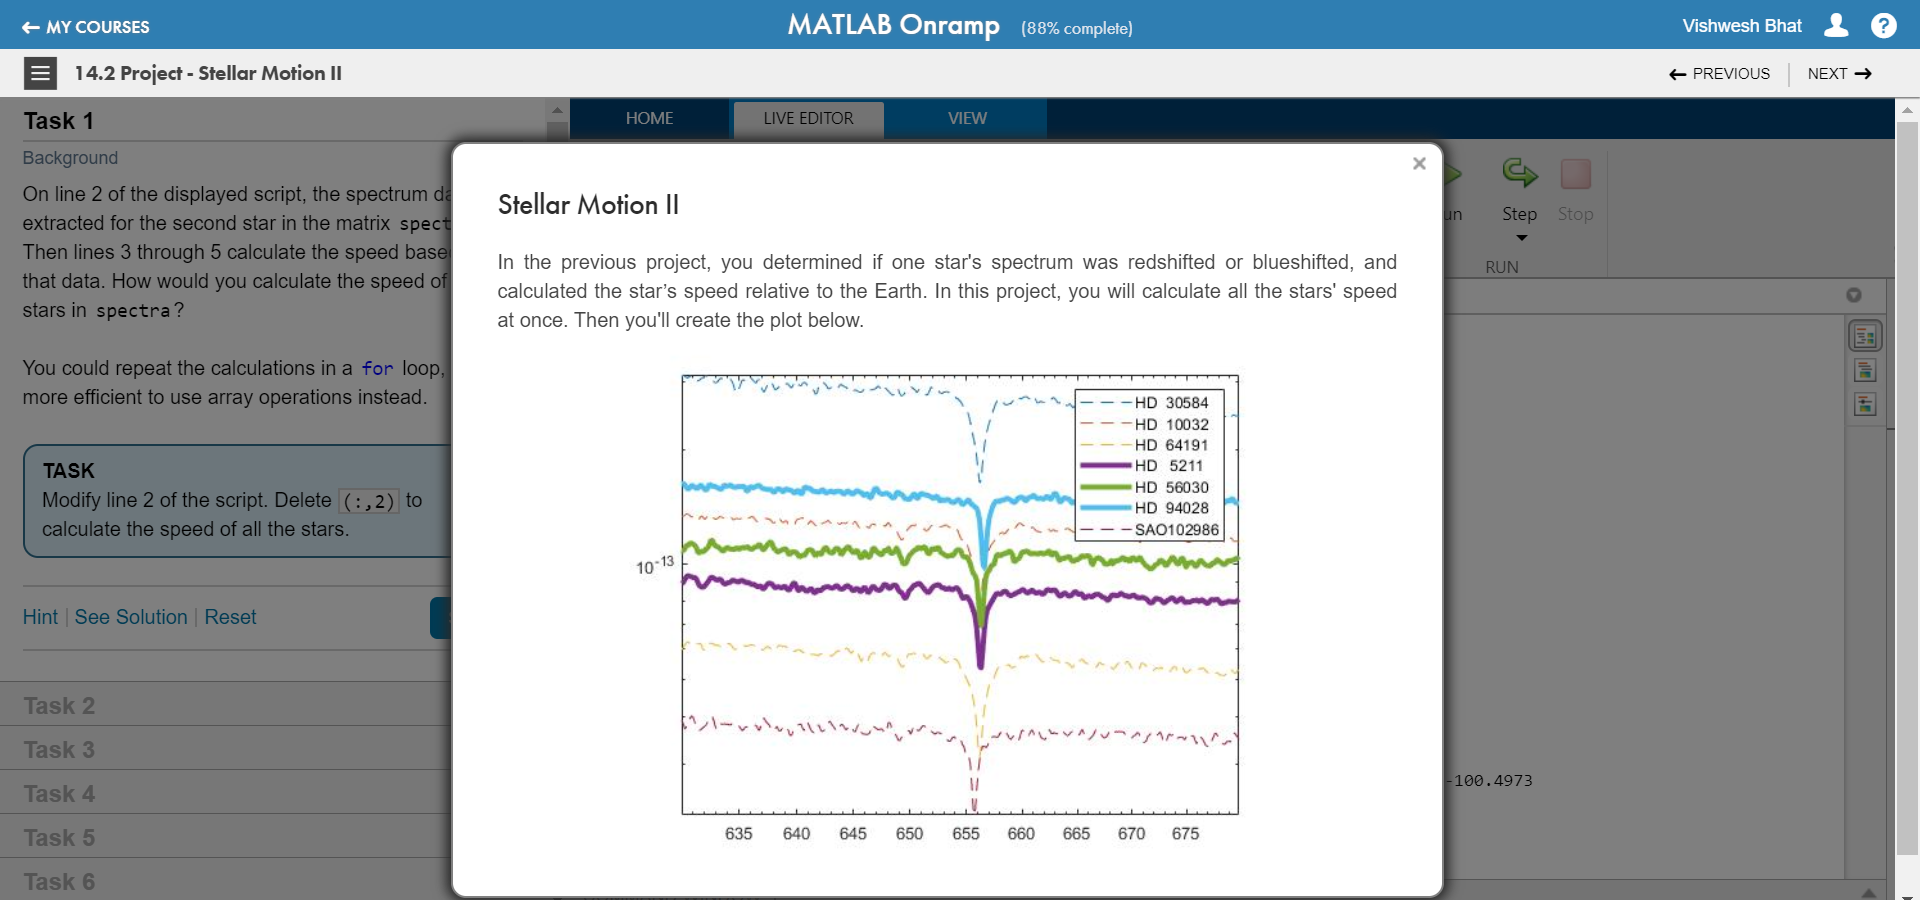 ← MY COURSES
MATLAB Onramp (88% complete)
Vishwesh Bhat
?
14.2 Project - Stellar Motion II
← PREVIOUS
NEXT →
Task 1
Background
On line 2 of the displayed script, the spectrum
extracted for the second star in the matrix
Then lines 3 through 5 calculate the speed
that data. How would you calculate the speed of
stars in spectra?
You could repeat the calculations in a for loop,
more efficient to use array operations instead.
TASK
Modify line 2 of the script. Delete (:,2) to
calculate the speed of all the stars.
Hint | See Solution | Reset
Task 2
Task 3
Task 4
Task 5
Task 6
HOME
LIVE EDITOR
VIEW
Step
Stop
RUN
-100.4973
×
Stellar Motion II
In the previous project, you determined if one star's spectrum was redshifted or blueshifted, and
calculated the star’s speed relative to the Earth. In this project, you will calculate all the stars' speed
at once. Then you'll create the plot below.
HD 30584
HD 10032
HD 64191
HD 5211
HD 56030
HD 94028
SAO102986
10-13
635 640 645 650 655 660 665 670 675